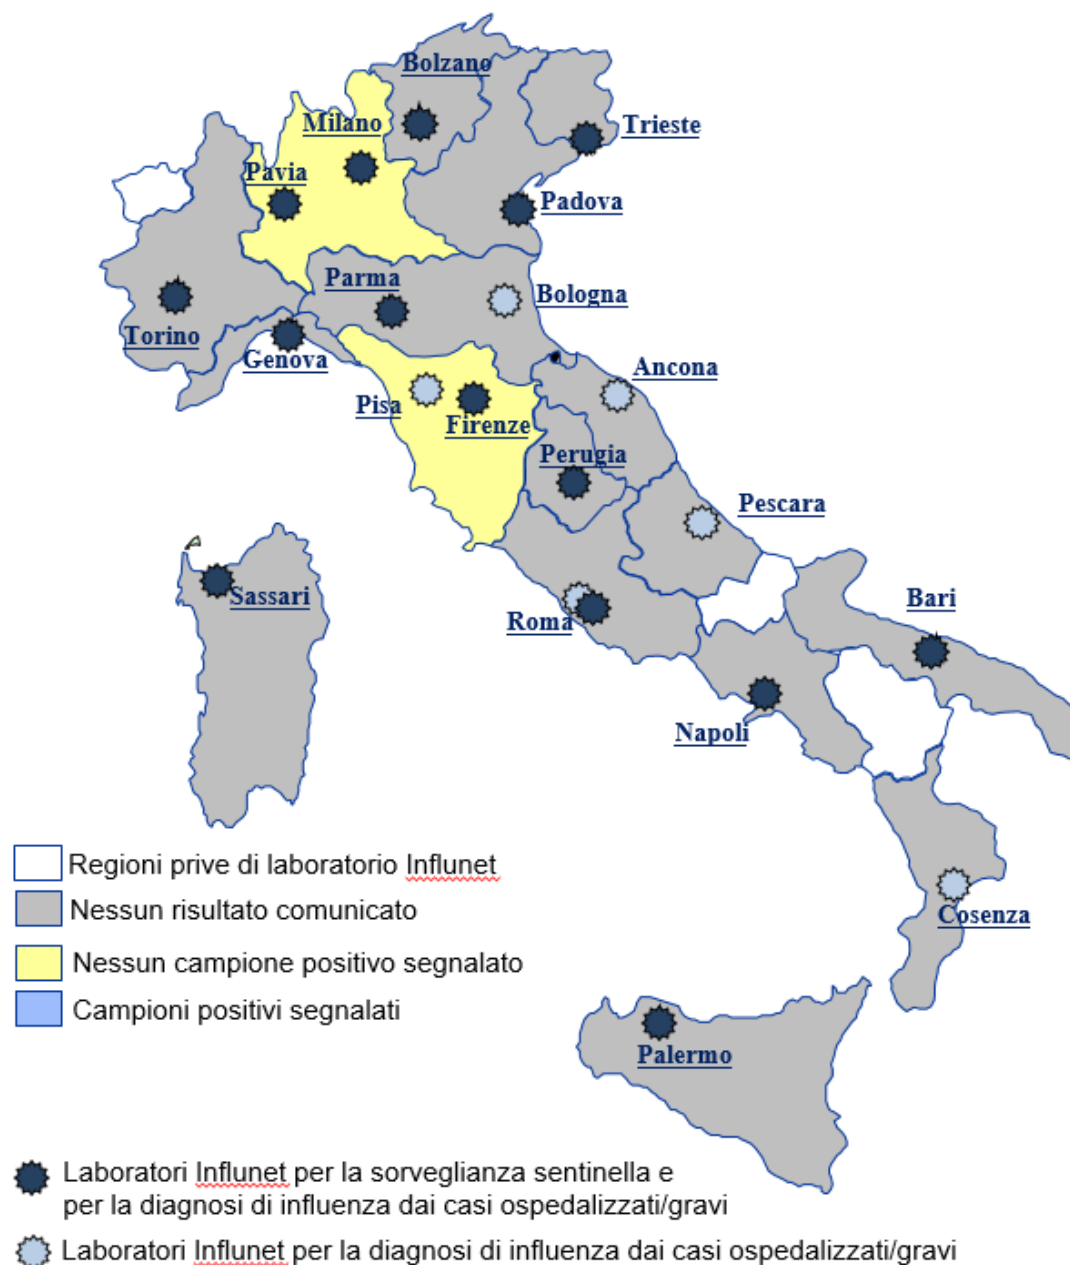 Bolzano
Milano
Trieste
Pavia
Padova
Parma
Bologna
Torino
Genova
Ancona
Pisa
Firenze
Perugia
Pescara
Sassari
Roma
Bari
Napoli
Regioni prive di laboratorio Influnet
Nessun risultato comunicato
Cosenza
Nessun campione positivo segnalato
Campioni positivi segnalati
Palermo
Laboratori Influnet per la sorveglianza sentinella e
per la diagnosi di influenza dai casi ospedalizzati/gravi
Laboratori Influnet per la diagnosi di influenza dai casi ospedalizzati/gravi